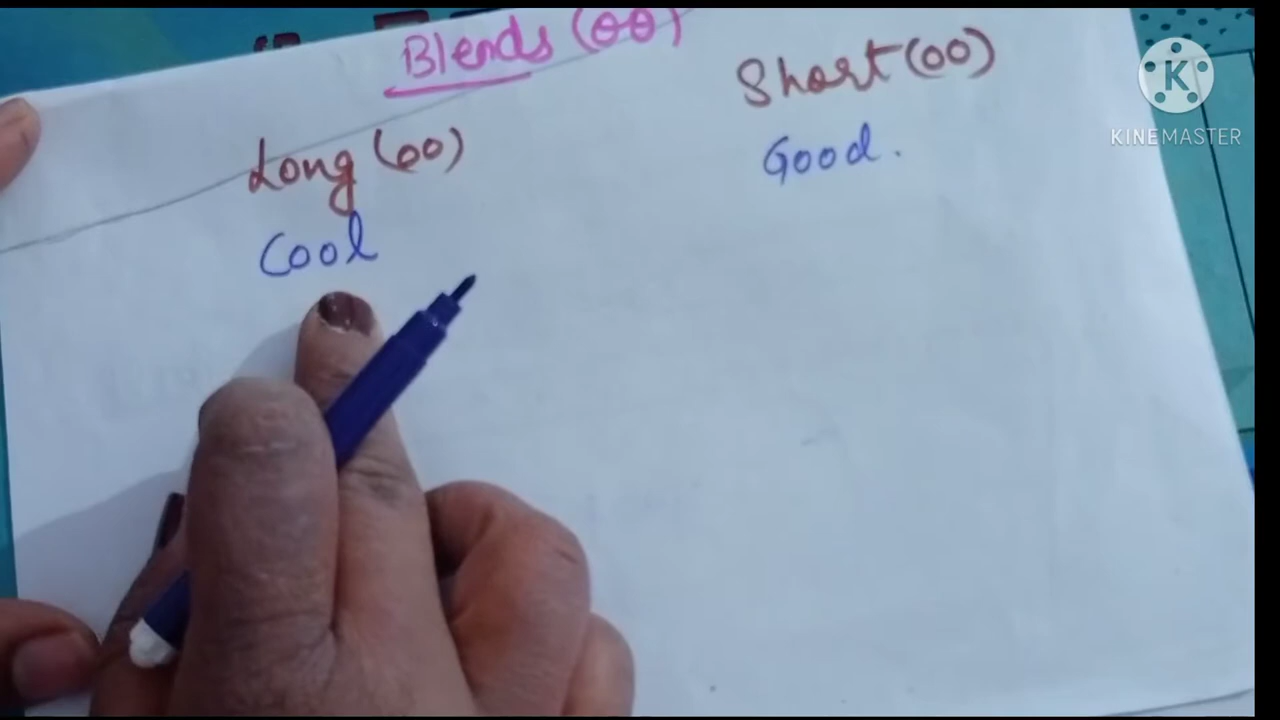 Blends (oo)
Short (oo)
Long (oo)
Good.
Cool
KINEMASTER